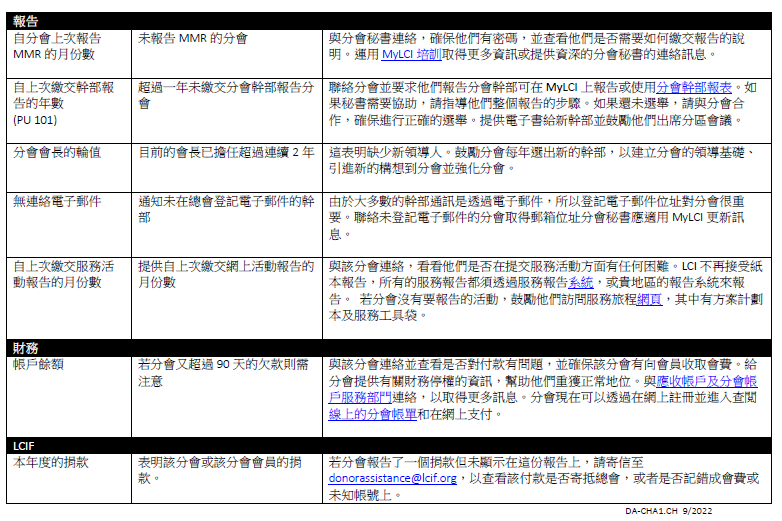 報告
自分會上次報告
MMR 的月份數
未報告 MMR 的分會
與分會秘書連絡，確保他們有密碼，並查看他們是否需要如何繳交報告的說
明。運用 MyLCI 培訓取得更多資訊或提供資深的分會秘書的連絡訊息。
自上次繳交幹部報
告的年數
(PU 101)
超過一年未繳交分會幹部報告分
會
聯絡分會並要求他們報告分會幹部可在 MyLCI 上報告或使用分會幹部報表。如
果秘書需要協助，請指導他們整個報告的步驟。如果還未選舉，請與分會合
作，確保進行正確的選舉。提供電子書給新幹部並鼓勵他們出席分區會議。
分會會長的輪值
目前的會長已擔任超過連續 2 年
這表明缺少新領導人。鼓勵分會每年選出新的幹部，以建立分會的領導基礎、
引進新的構想到分會並強化分會。
無連絡電子郵件
通知未在總會登記電子郵件的幹
部
由於大多數的幹部通訊是透過電子郵件，所以登記電子郵件位址對分會很重
要。聯絡未登記電子郵件的分會取得郵箱位址分會秘書應適用 MyLCI 更新訊
息。
自上次繳交服務活
動報告的月份數
提供自上次繳交網上活動報告的
月份數
與該分會連絡，看看他們是否在提交服務活動方面有任何困難。LCI 不再接受紙
本報告，所有的服務報告都須透過服務報告系統，或貴地區的報告系統來報
告。 若分會沒有要報告的活動，鼓勵他們訪問服務旅程網頁，其中有方案計劃
本及服務工具袋。
財務
帳戶餘額
若分會又超過 90 天的欠款則需
注意
與該分會連絡並查看是否對付款有問題，並確保該分會有向會員收取會費。給
分會提供有關財務停權的資訊，幫助他們重獲正常地位。與應收帳戶及分會帳
戶服務部門連絡，以取得更多訊息。分會現在可以透過在網上註冊並進入查閱
線上的分會帳單和在網上支付。
LCIF
本年度的捐款
表明該分會或該分會會員的捐
款。
若分會報告了一個捐款但未顯示在這份報告上，請寄信至
donorassistance@lcif.org，以查看該付款是否寄抵總會，或者是否記錯成會費或
未知帳號上。
DA-CHA1.CH 9/2022